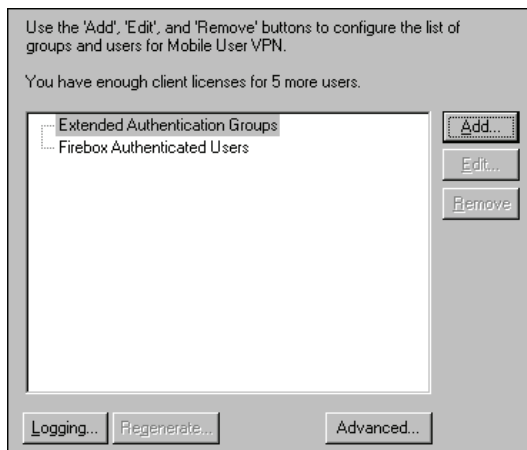 Use the 'Add', 'Edit', and 'Remove' buttons to configure the list of
groups and users for Mobile User VPN.
You have enough client licenses for 5 more users.
Extended Authentication Groups
Firebox Authenticated Users
Add...
Edit...
Remove
Logging...
Regenerate...
Advanced...